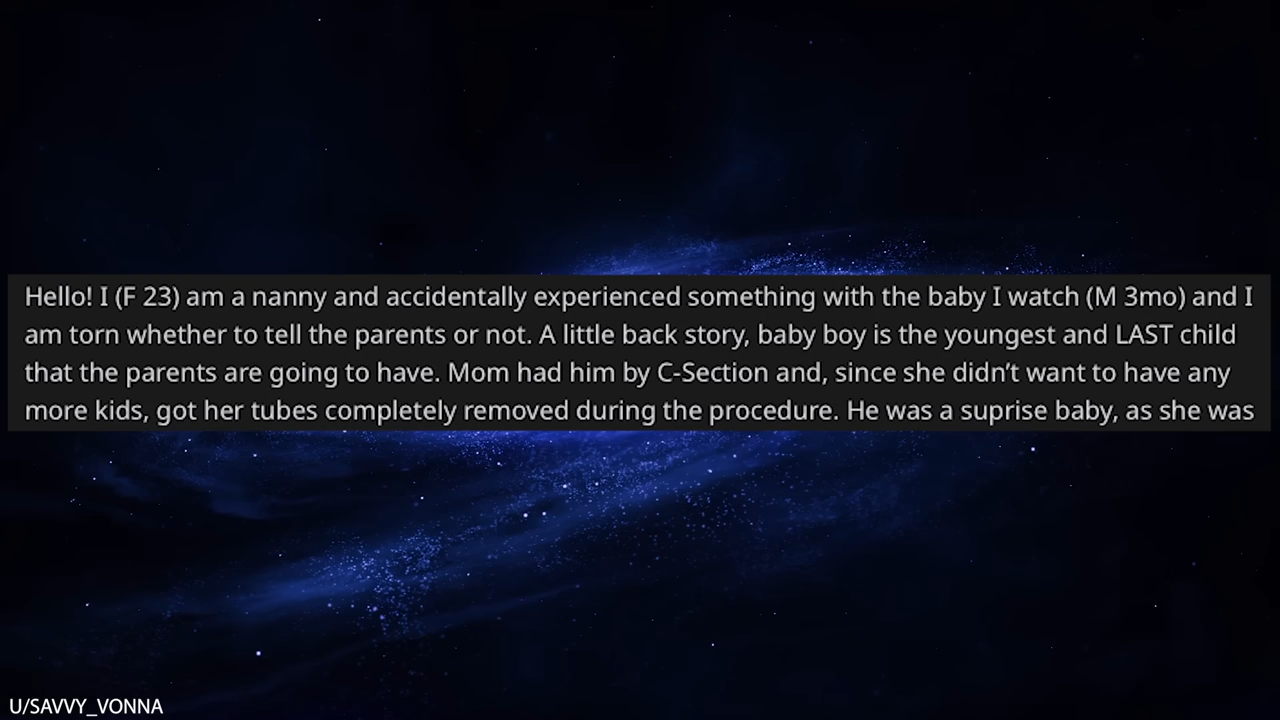 Hello! I (F 23) am a nanny and accidentally experienced something with the baby I watch (M 3mo) and I
am torn whether to tell the parents or not. A little back story, baby boy is the youngest and LAST child
that the parents are going to have. Mom had him by C-Section and, since she didn’t want to have any
more kids, got her tubes completely removed during the procedure. He was a suprise baby, as she was
U/SAVVY_VONNA